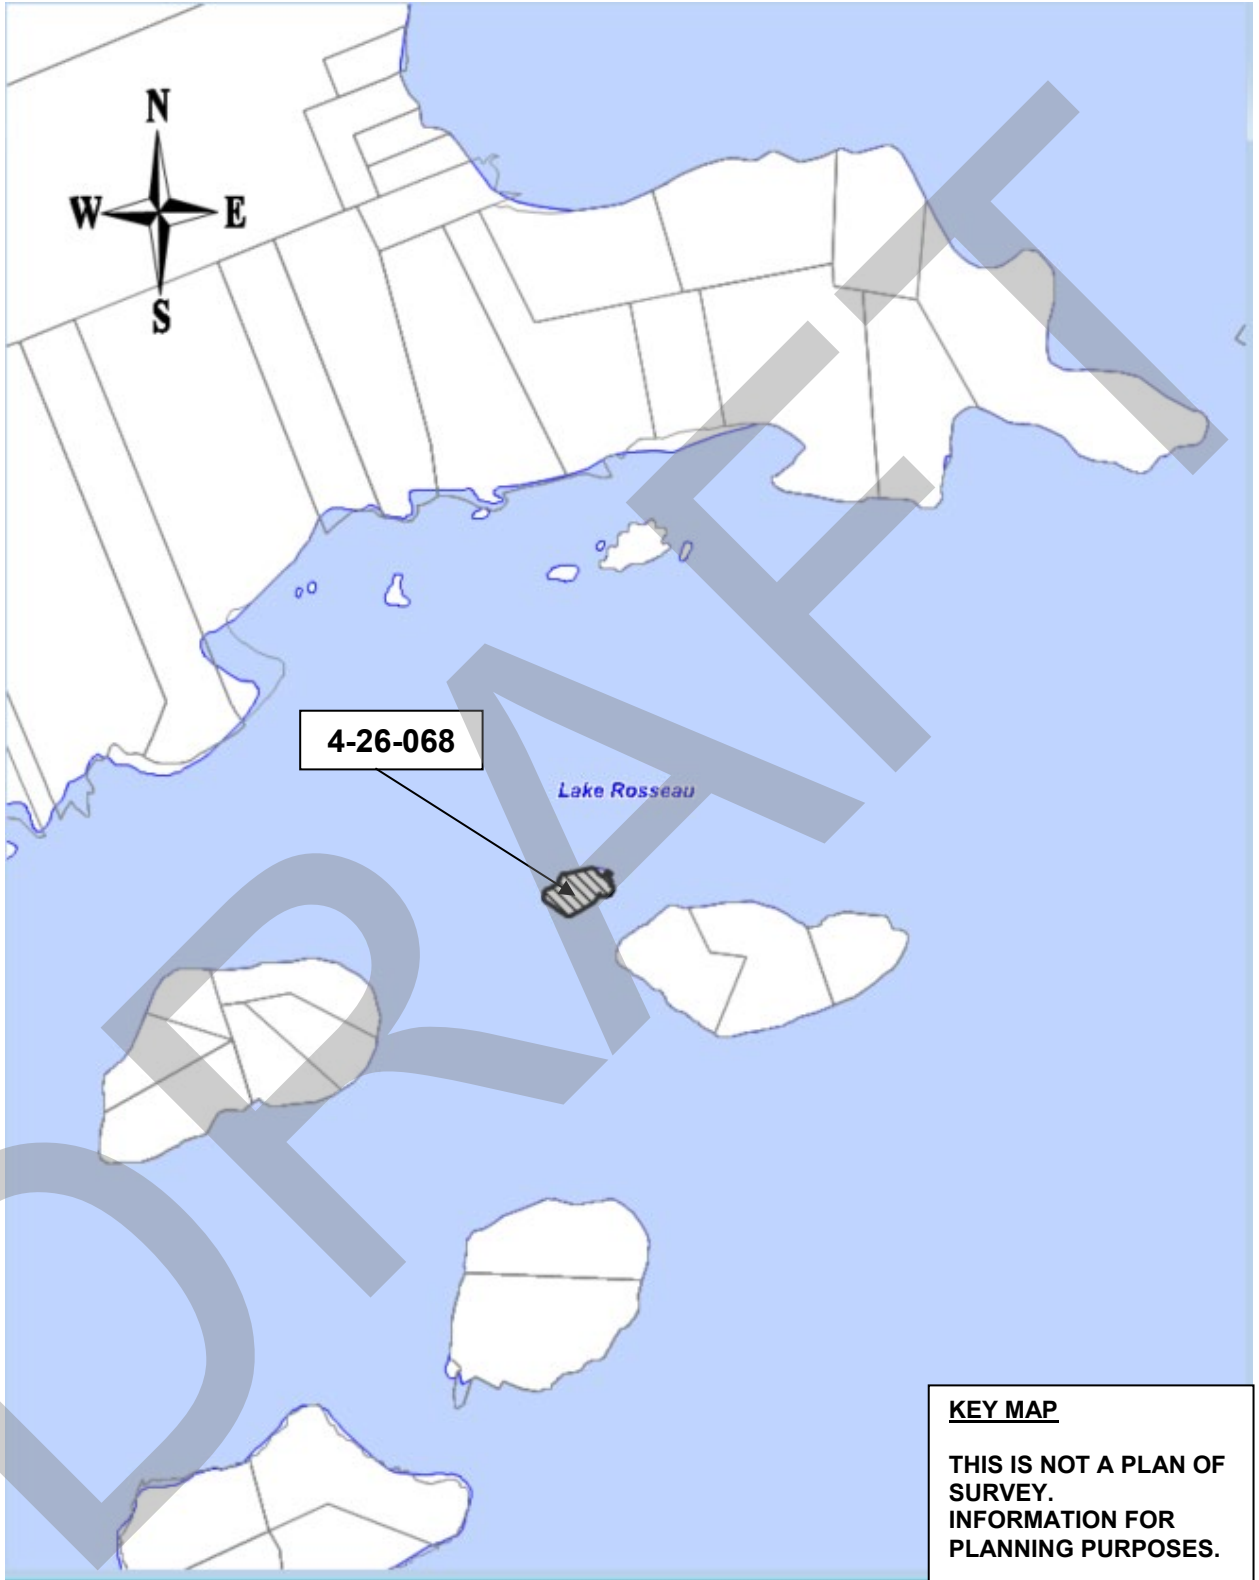 N
W E
S
4-26-068
Lake Rosseau
DRAFT
KEY MAP
THIS IS NOT A PLAN OF
SURVEY.
INFORMATION FOR
PLANNING PURPOSES.